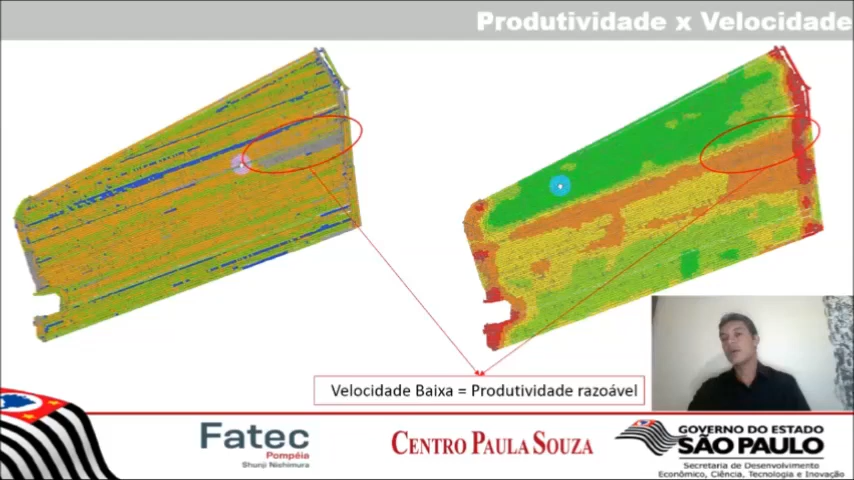 Produtividade x Velocidade
Velocidade Baixa = Produtividade razoável
Fatec
Pompéia
Shunji Nishimura
CENTRO PAULA SOUZA
GOVERNO DO ESTADO
SÃO PAULO
Secretaria de Desenvolvimento
Econômico, Ciência, Tecnologia e Inovação